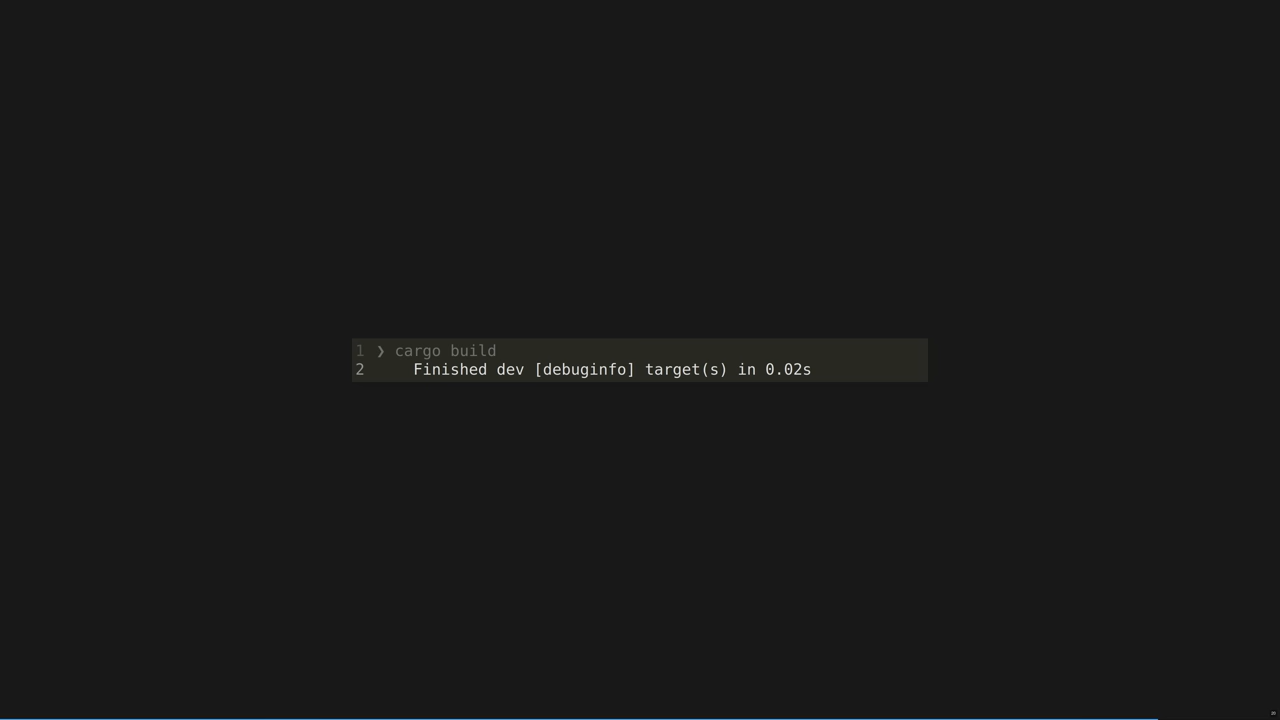 1 ❯ cargo build
2     Finished dev [debuginfo] target(s) in 0.02s